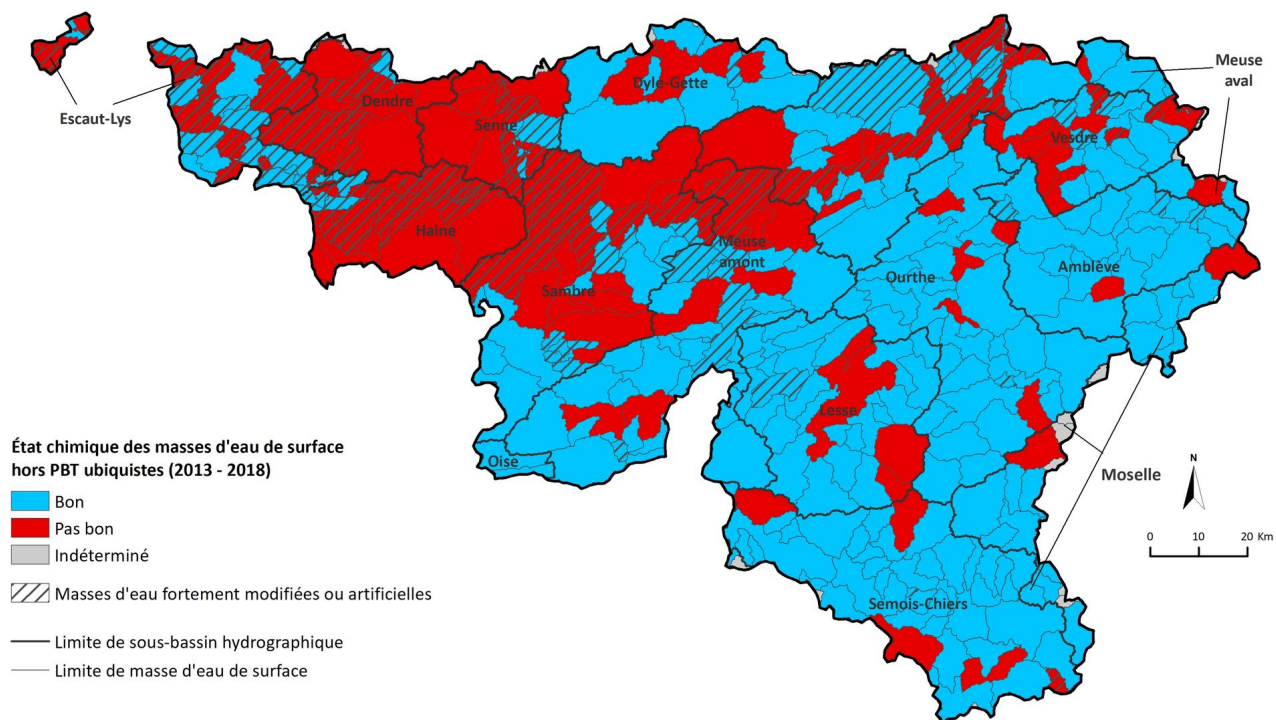 Escaut-Lys
Dendre
Senne
Dyle-Gette
Meuse
aval
Vesdre
Haine
Meuse
amont
Sambre
Ourthe
Amblève
Lesse
Oise
Moselle
Semois-Chiers
État chimique des masses d'eau de surface
hors PBT ubiquistes (2013 - 2018)
Bon
Pas bon
Indéterminé
Masses d'eau fortement modifiées ou artificielles
Limite de sous-bassin hydrographique
Limite de masse d'eau de surface
N
0 10 20 Km